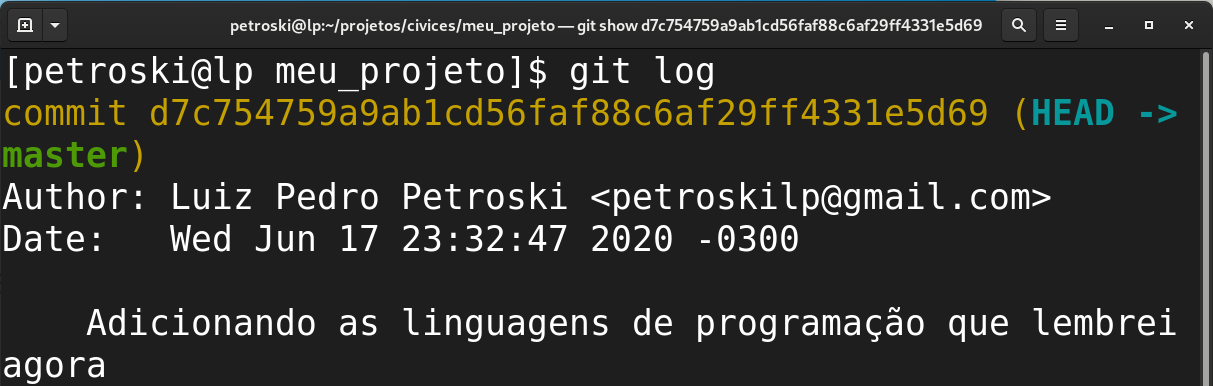 petroski@lp:~/projetos/civices/meu_projeto — git show d7c754759a9ab1cd56faf88c6af29ff4331e5d69
[petroski@lp meu_projeto]$ git log
commit d7c754759a9ab1cd56faf88c6af29ff4331e5d69 (HEAD ->
master)
Author: Luiz Pedro Petroski <petroskilp@gmail.com>
Date:   Wed Jun 17 23:32:47 2020 -0300
    Adicionando as linguagens de programação que lembrei
agora